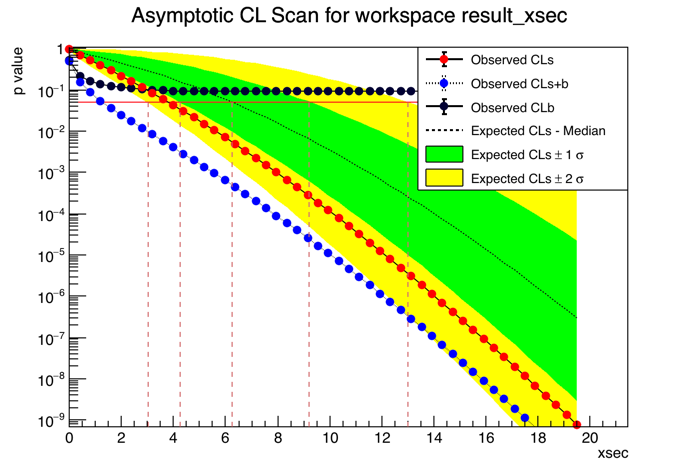 Asymptotic CL Scan for workspace result_xsec
p value
Observed CLs
Observed CLs+b
Observed CLb
Expected CLs - Median
Expected CLs ± 1 σ
Expected CLs ± 2 σ
1
10⁻¹
10⁻²
10⁻³
10⁻⁴
10⁻⁵
10⁻⁶
10⁻⁷
10⁻⁸
10⁻⁹
0 2 4 6 8 10 12 14 16 18 20
xsec